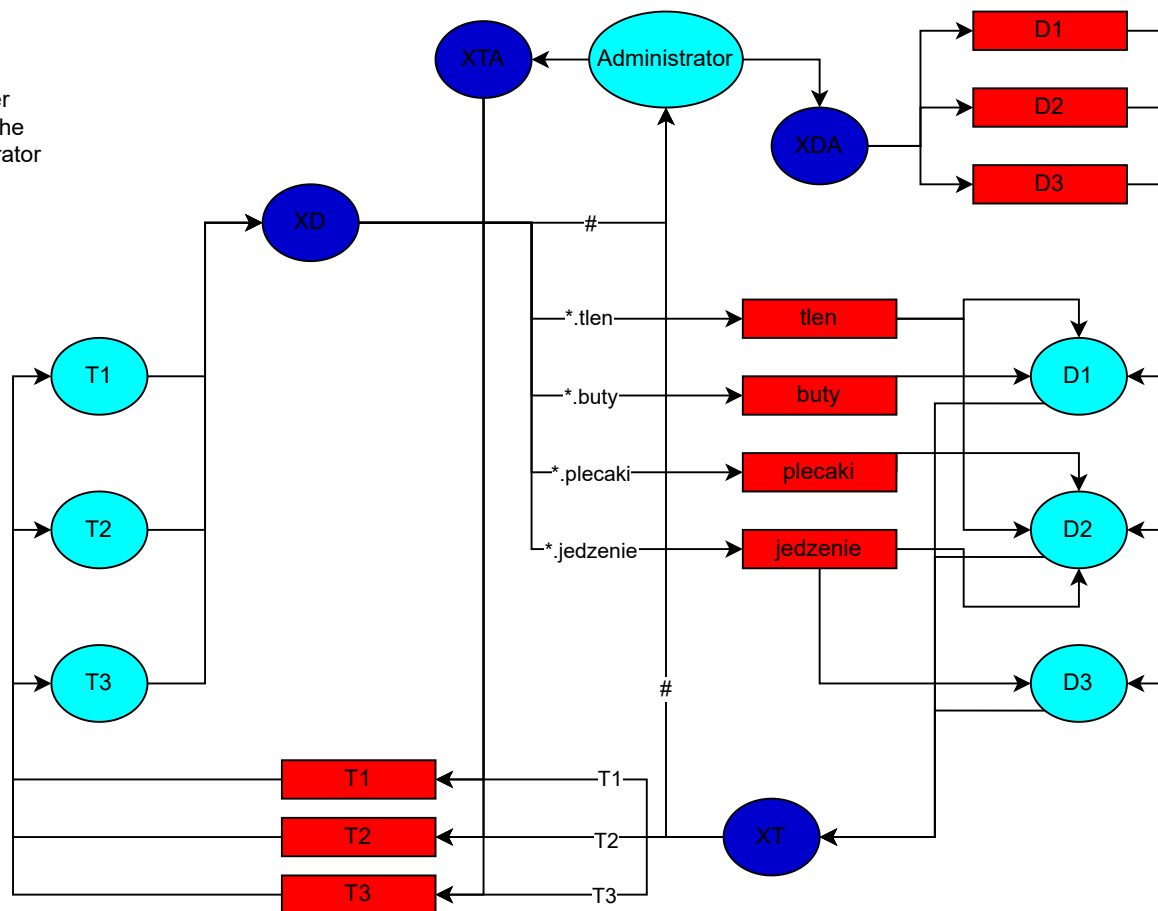 XTA
Administrator
D1
D2
D3
XDA
er
he
rator
XD
#
*.tlen
tlen
T1
*.buty
buty
D1
*.plecaki
plecaki
T2
*.jedzenie
jedzenie
D2
T3
#
D3
T1
T1
T2
T2
XT
T3
T3